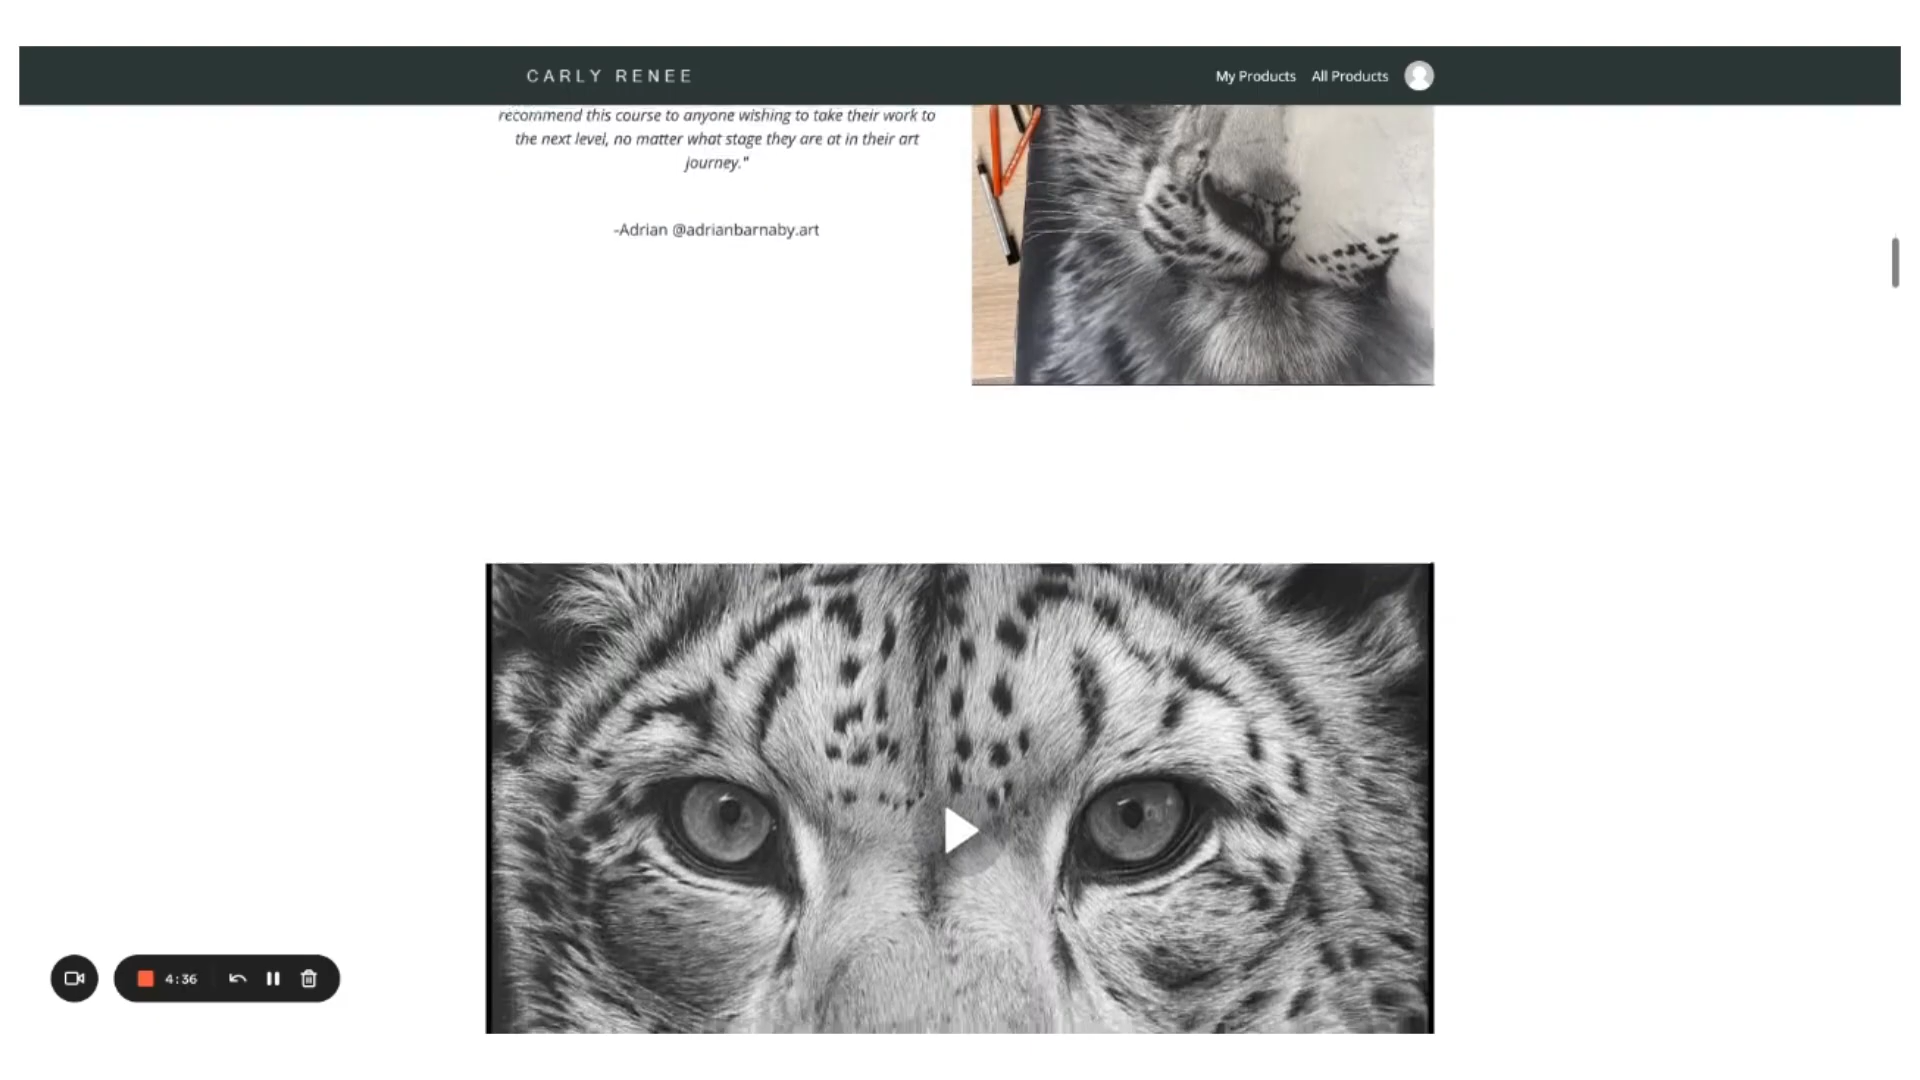 CARLY RENEE
My Products
All Products
recommend this course to anyone wishing to take their work to
the next level, no matter what stage they are at in their art
journey."
-Adrian @adrianbarnaby.art
4:36